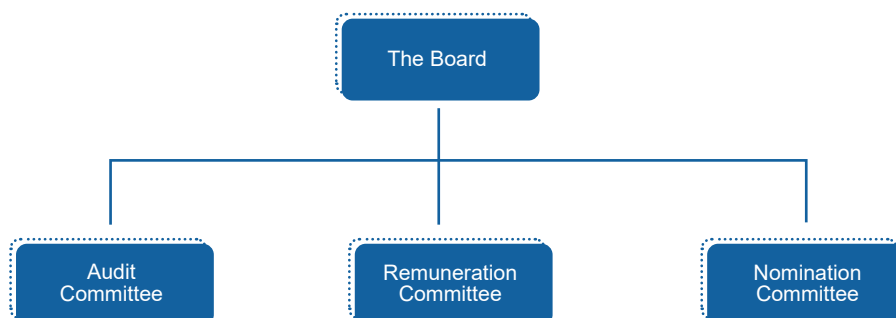 The Board
Audit
Committee
Remuneration
Committee
Nomination
Committee